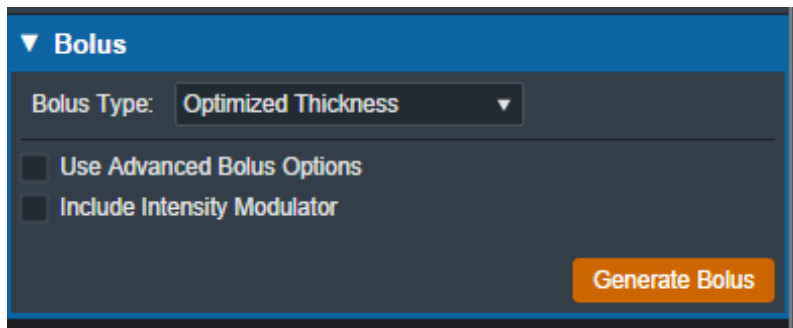 Bolus
Bolus Type: Optimized Thickness
Use Advanced Bolus Options
Include Intensity Modulator
Generate Bolus